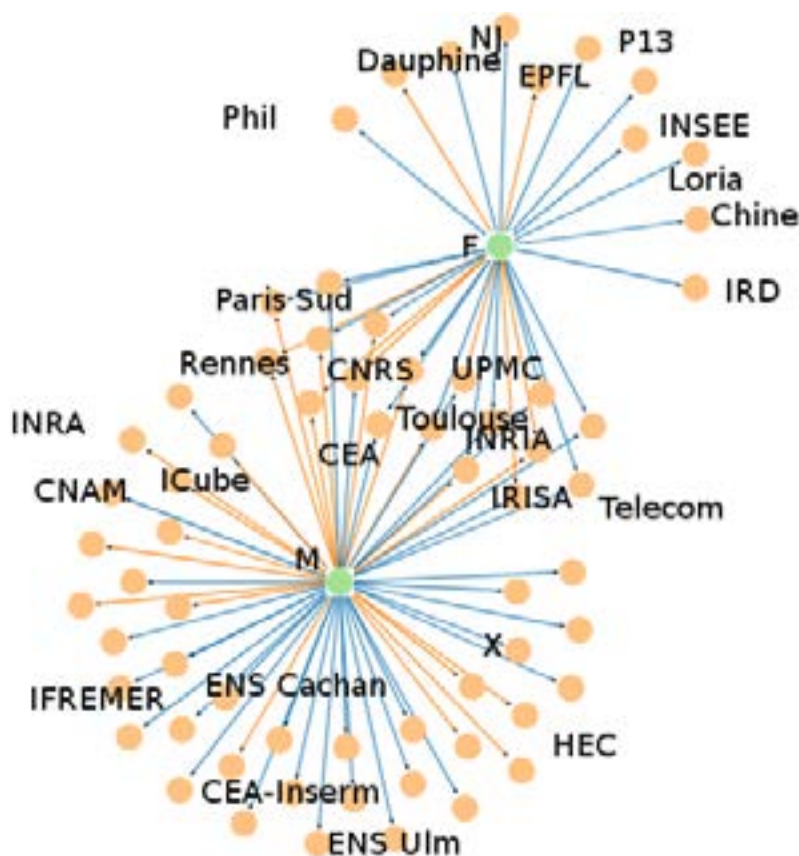 NJ
P13
Dauphine
EPFL
Phil
INSEE
Loria
Chine
F
IRD
Paris-Sud
Rennes
CNRS
UPMC
INRA
Toulouse
INRIA
CEA
ICube
CNAM
IRISA
Telecom
M
X
ENS Cachan
IFREMER
HEC
CEA-Inserm
ENS Ulm